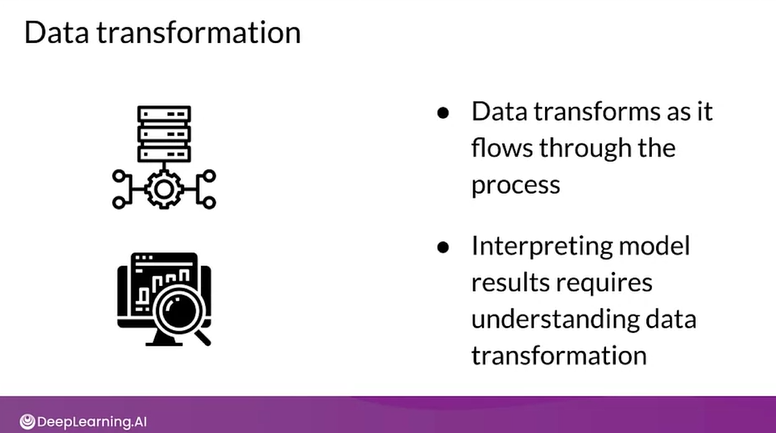 Data transformation
● Data transforms as it
flows through the
process
● Interpreting model
results requires
understanding data
transformation
DeepLearning.AI